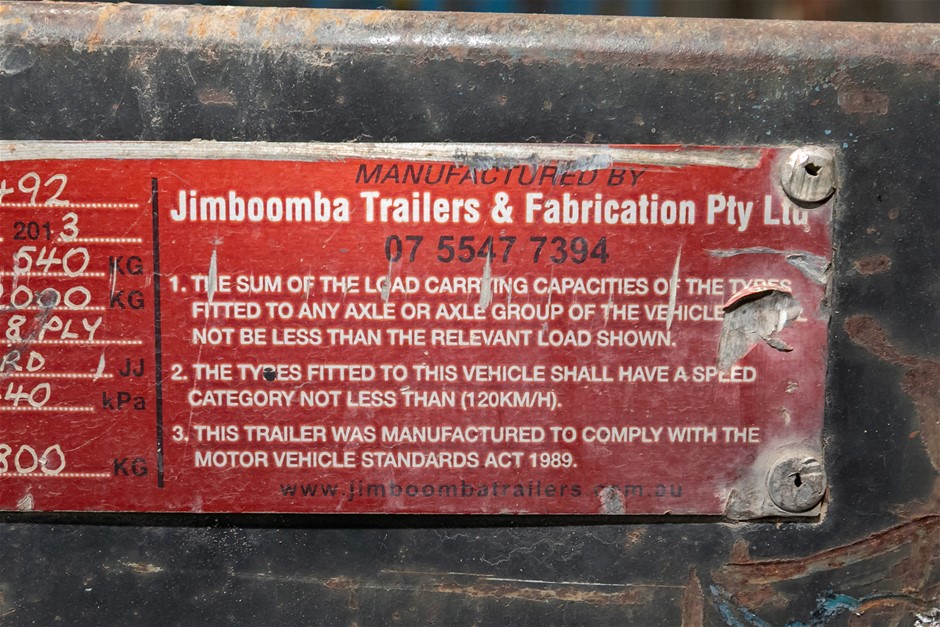 492
2013
540 KG
2000 KG
8 PLY
RD JJ
40 kPa
800 KG
MANUFACTURED BY
Jimboomba Trailers & Fabrication Pty Ltd
07 5547 7394
1. THE SUM OF THE LOAD CARRYING CAPACITIES OF THE TYRES
FITTED TO ANY AXLE OR AXLE GROUP OF THE VEHICLE
NOT BE LESS THAN THE RELEVANT LOAD SHOWN.
2. THE TYRES FITTED TO THIS VEHICLE SHALL HAVE A SPEED
CATEGORY NOT LESS THAN (120KM/H).
3. THIS TRAILER WAS MANUFACTURED TO COMPLY WITH THE
MOTOR VEHICLE STANDARDS ACT 1989.
www.jimboombatrailers.com.au